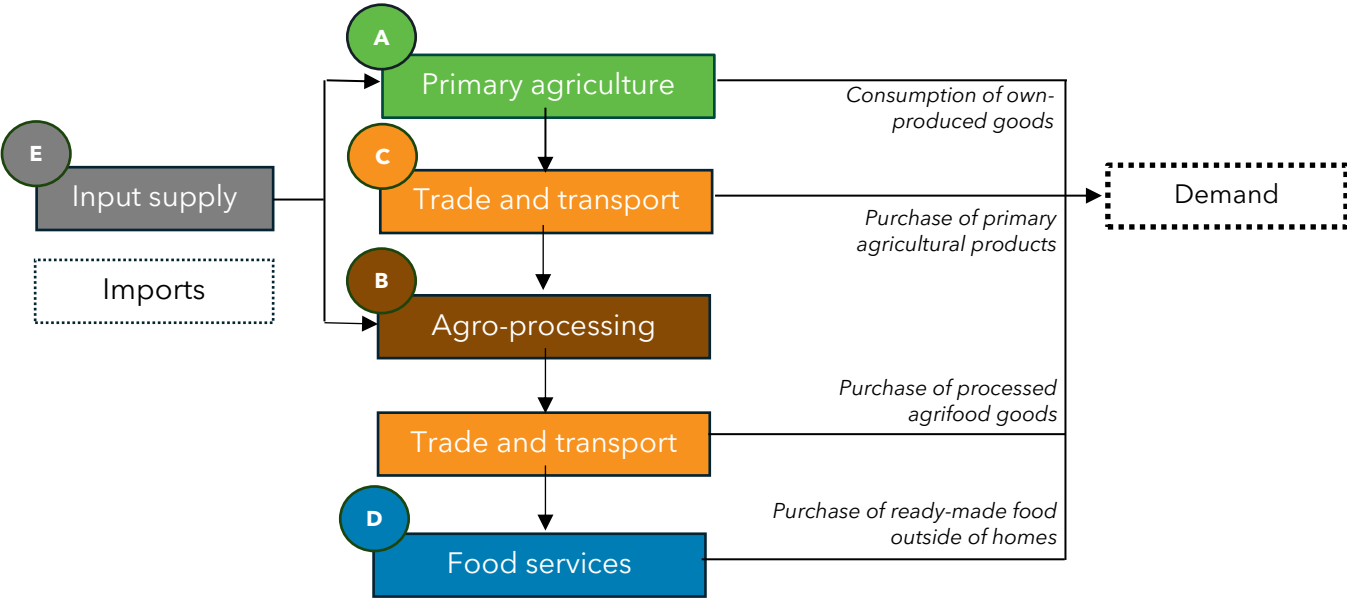 A
Primary agriculture
Consumption of own-
produced goods
E
Input supply
C
Trade and transport
Demand
Purchase of primary
agricultural products
Imports
B
Agro-processing
Purchase of processed
agrifood goods
Trade and transport
D
Purchase of ready-made food
outside of homes
Food services